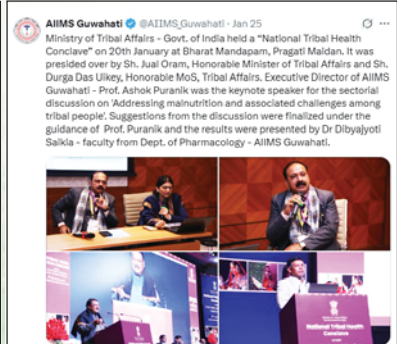 AIIMS Guwahati @AIIMS_Guwahati · Jan 25
Ministry of Tribal Affairs - Govt. of India held a “National Tribal Health
Conclave” on 20th January at Bharat Mandapam, Pragati Maidan. It was
presided over by Sh. Jual Oram, Honorable Minister of Tribal Affairs and Sh.
Durga Das Uikey, Honorable MoS, Tribal Affairs. Executive Director of AIIMS
Guwahati - Prof. Ashok Puranik was the keynote speaker for the sectorial
discussion on 'Addressing malnutrition and associated challenges among
tribal people'. Suggestions from the discussion were finalized under the
guidance of Prof. Puranik and the results were presented by Dr Dibyajyoti
Saikia - faculty from Dept. of Pharmacology - AIIMS Guwahati.
National Tribal Health
Conclave